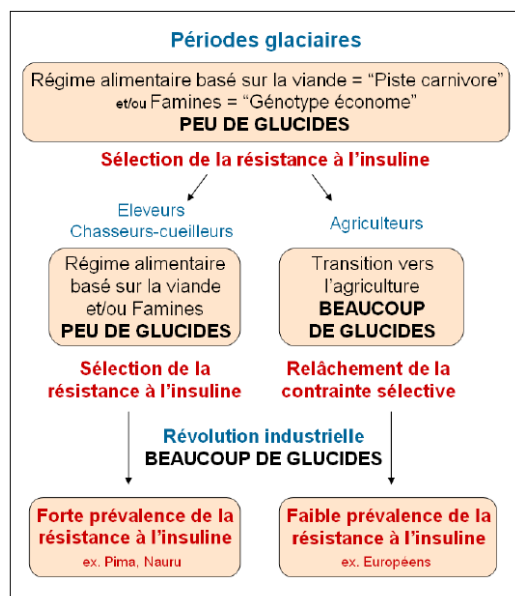 Périodes glaciaires
Régime alimentaire basé sur la viande = “Piste carnivore”
et/ou Famines = “Génotype économe”
PEU DE GLUCIDES
Sélection de la résistance à l’insuline
Eleveurs
Chasseurs-cueilleurs
Régime alimentaire
basé sur la viande
et/ou Famines
PEU DE GLUCIDES
Sélection de la
résistance à l’insuline
Agriculteurs
Transition vers
l’agriculture
BEAUCOUP
DE GLUCIDES
Relâchement de la
contrainte sélective
Révolution industrielle
BEAUCOUP DE GLUCIDES
Forte prévalence de la
résistance à l’insuline
ex. Pima, Nauru
Faible prévalence de la
résistance à l’insuline
ex. Européens